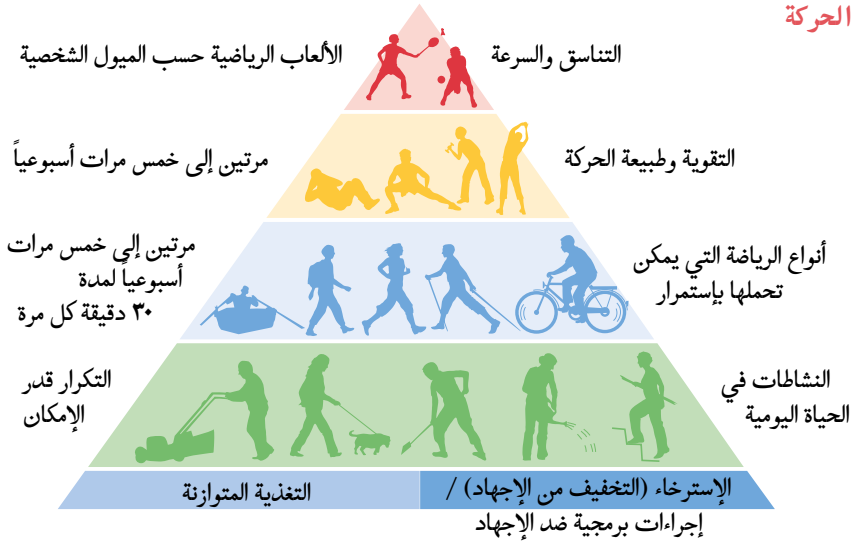 الحركة
التناسق والسرعة
الألعاب الرياضية حسب الميول الشخصية
التقوية وطبيعة الحركة
مرتين إلى خمس مرات أسبوعياً
أنواع الرياضة التي يمكن
تحملها بإستمرار
مرتين إلى خمس مرات
أسبوعياً لمدة
٣٠ دقيقة كل مرة
النشاطات في
الحياة اليومية
التكرار قدر
الإمكان
الإسترخاء (التخفيف من الإجهاد) /
إجراءات برمجية ضد الإجهاد
التغذية المتوازنة